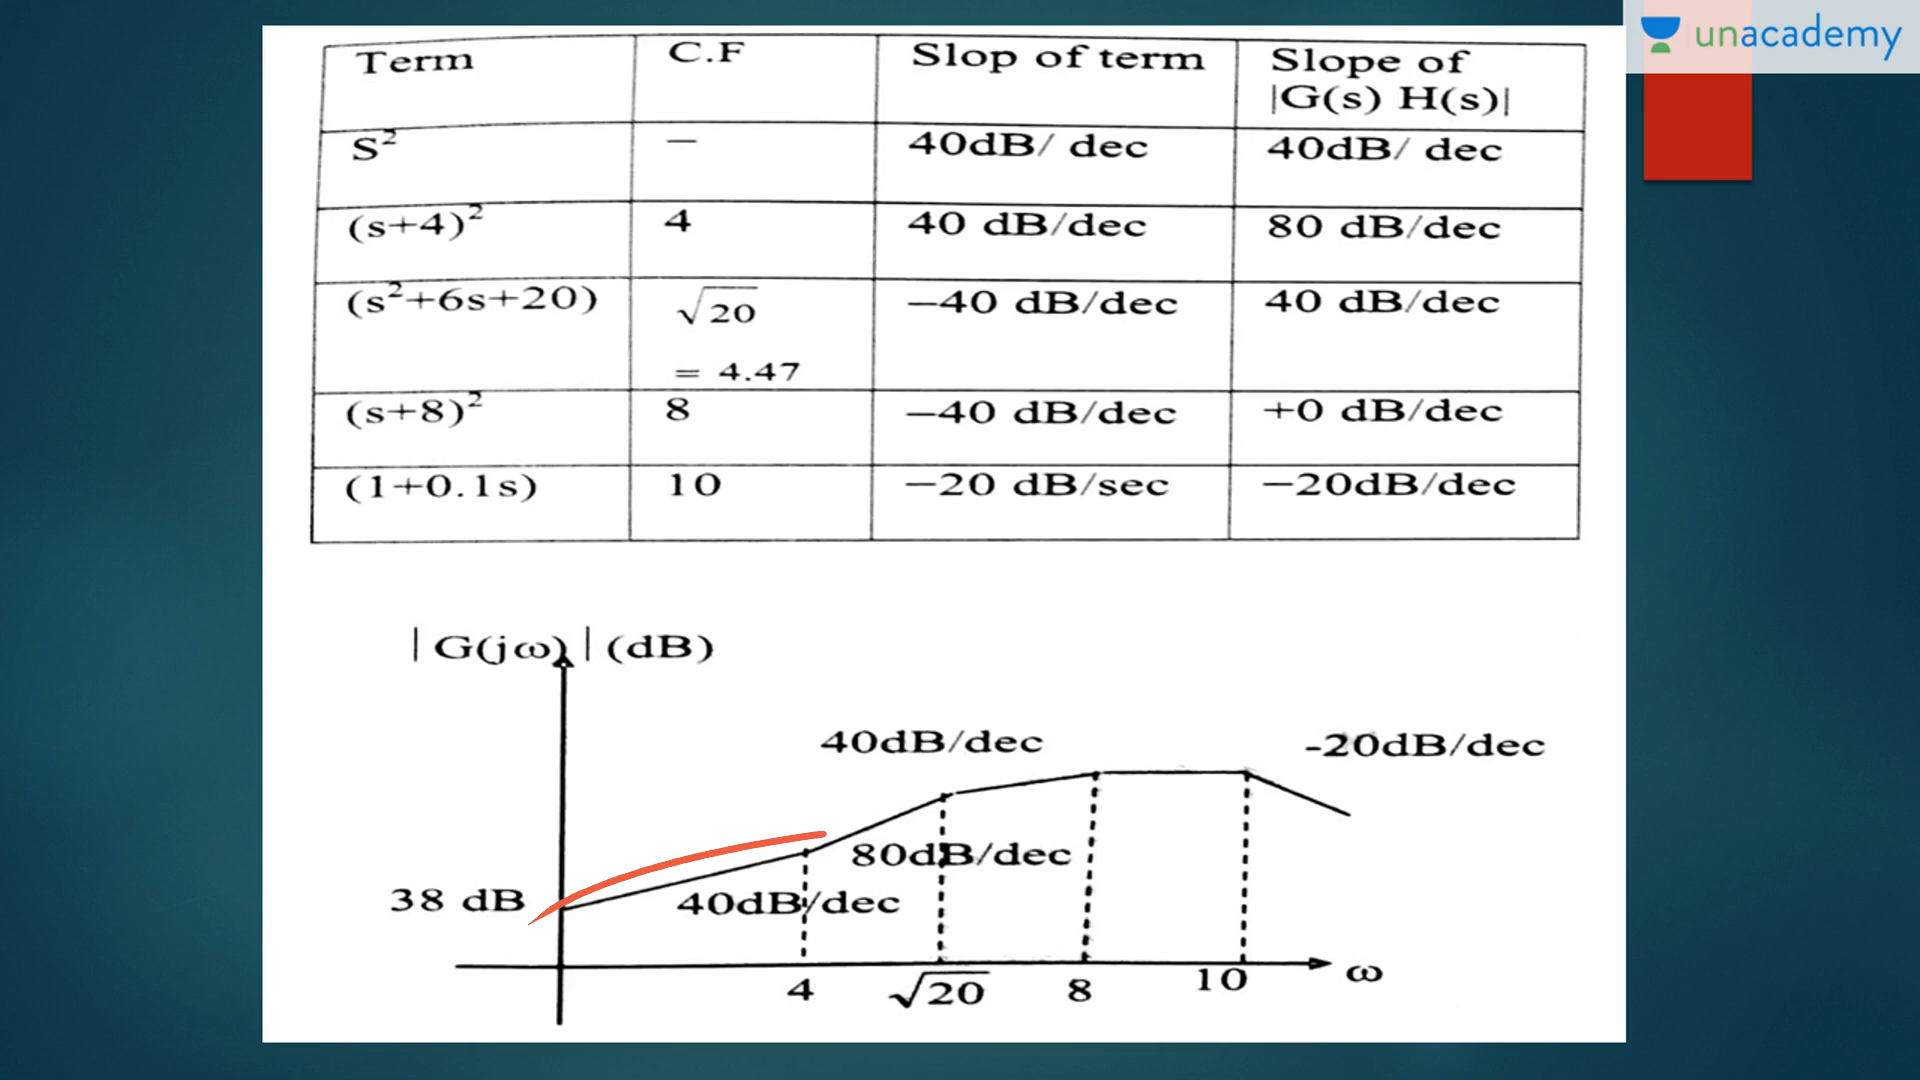 unacademy
Term C.F Slop of term Slope of
|G(s) H(s)|
S² – 40dB/ dec 40dB/ dec
(s+4)² 4 40 dB/dec 80 dB/dec
(s²+6s+20) √20 –40 dB/dec 40 dB/dec
= 4.47
(s+8)² 8 –40 dB/dec +0 dB/dec
(1+0.1s) 10 –20 dB/sec –20dB/dec
|G(jω)|(dB)
40dB/dec -20dB/dec
80dB/dec
38 dB 40dB/dec
4 √20 8 10 ω